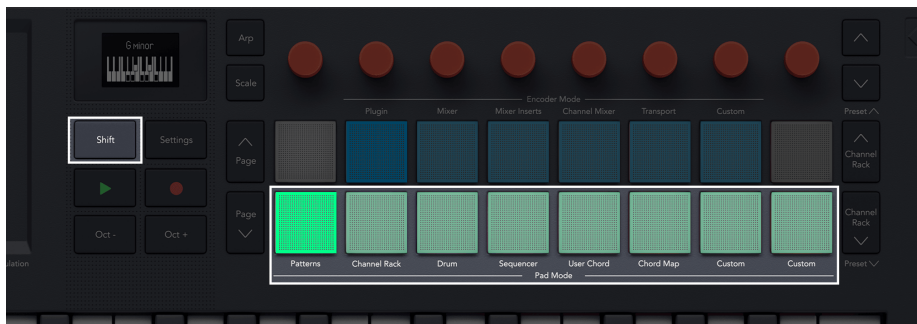 G minor
Arp
Scale
Encoder Mode
Plugin
Mixer
Mixer Inserts
Channel Mixer
Transport
Custom
Preset
Shift
Settings
Page
Channel
Rack
Page
Channel
Rack
Oct -
Oct +
Patterns
Channel Rack
Drum
Sequencer
User Chord
Chord Map
Custom
Custom
Preset
Pad Mode